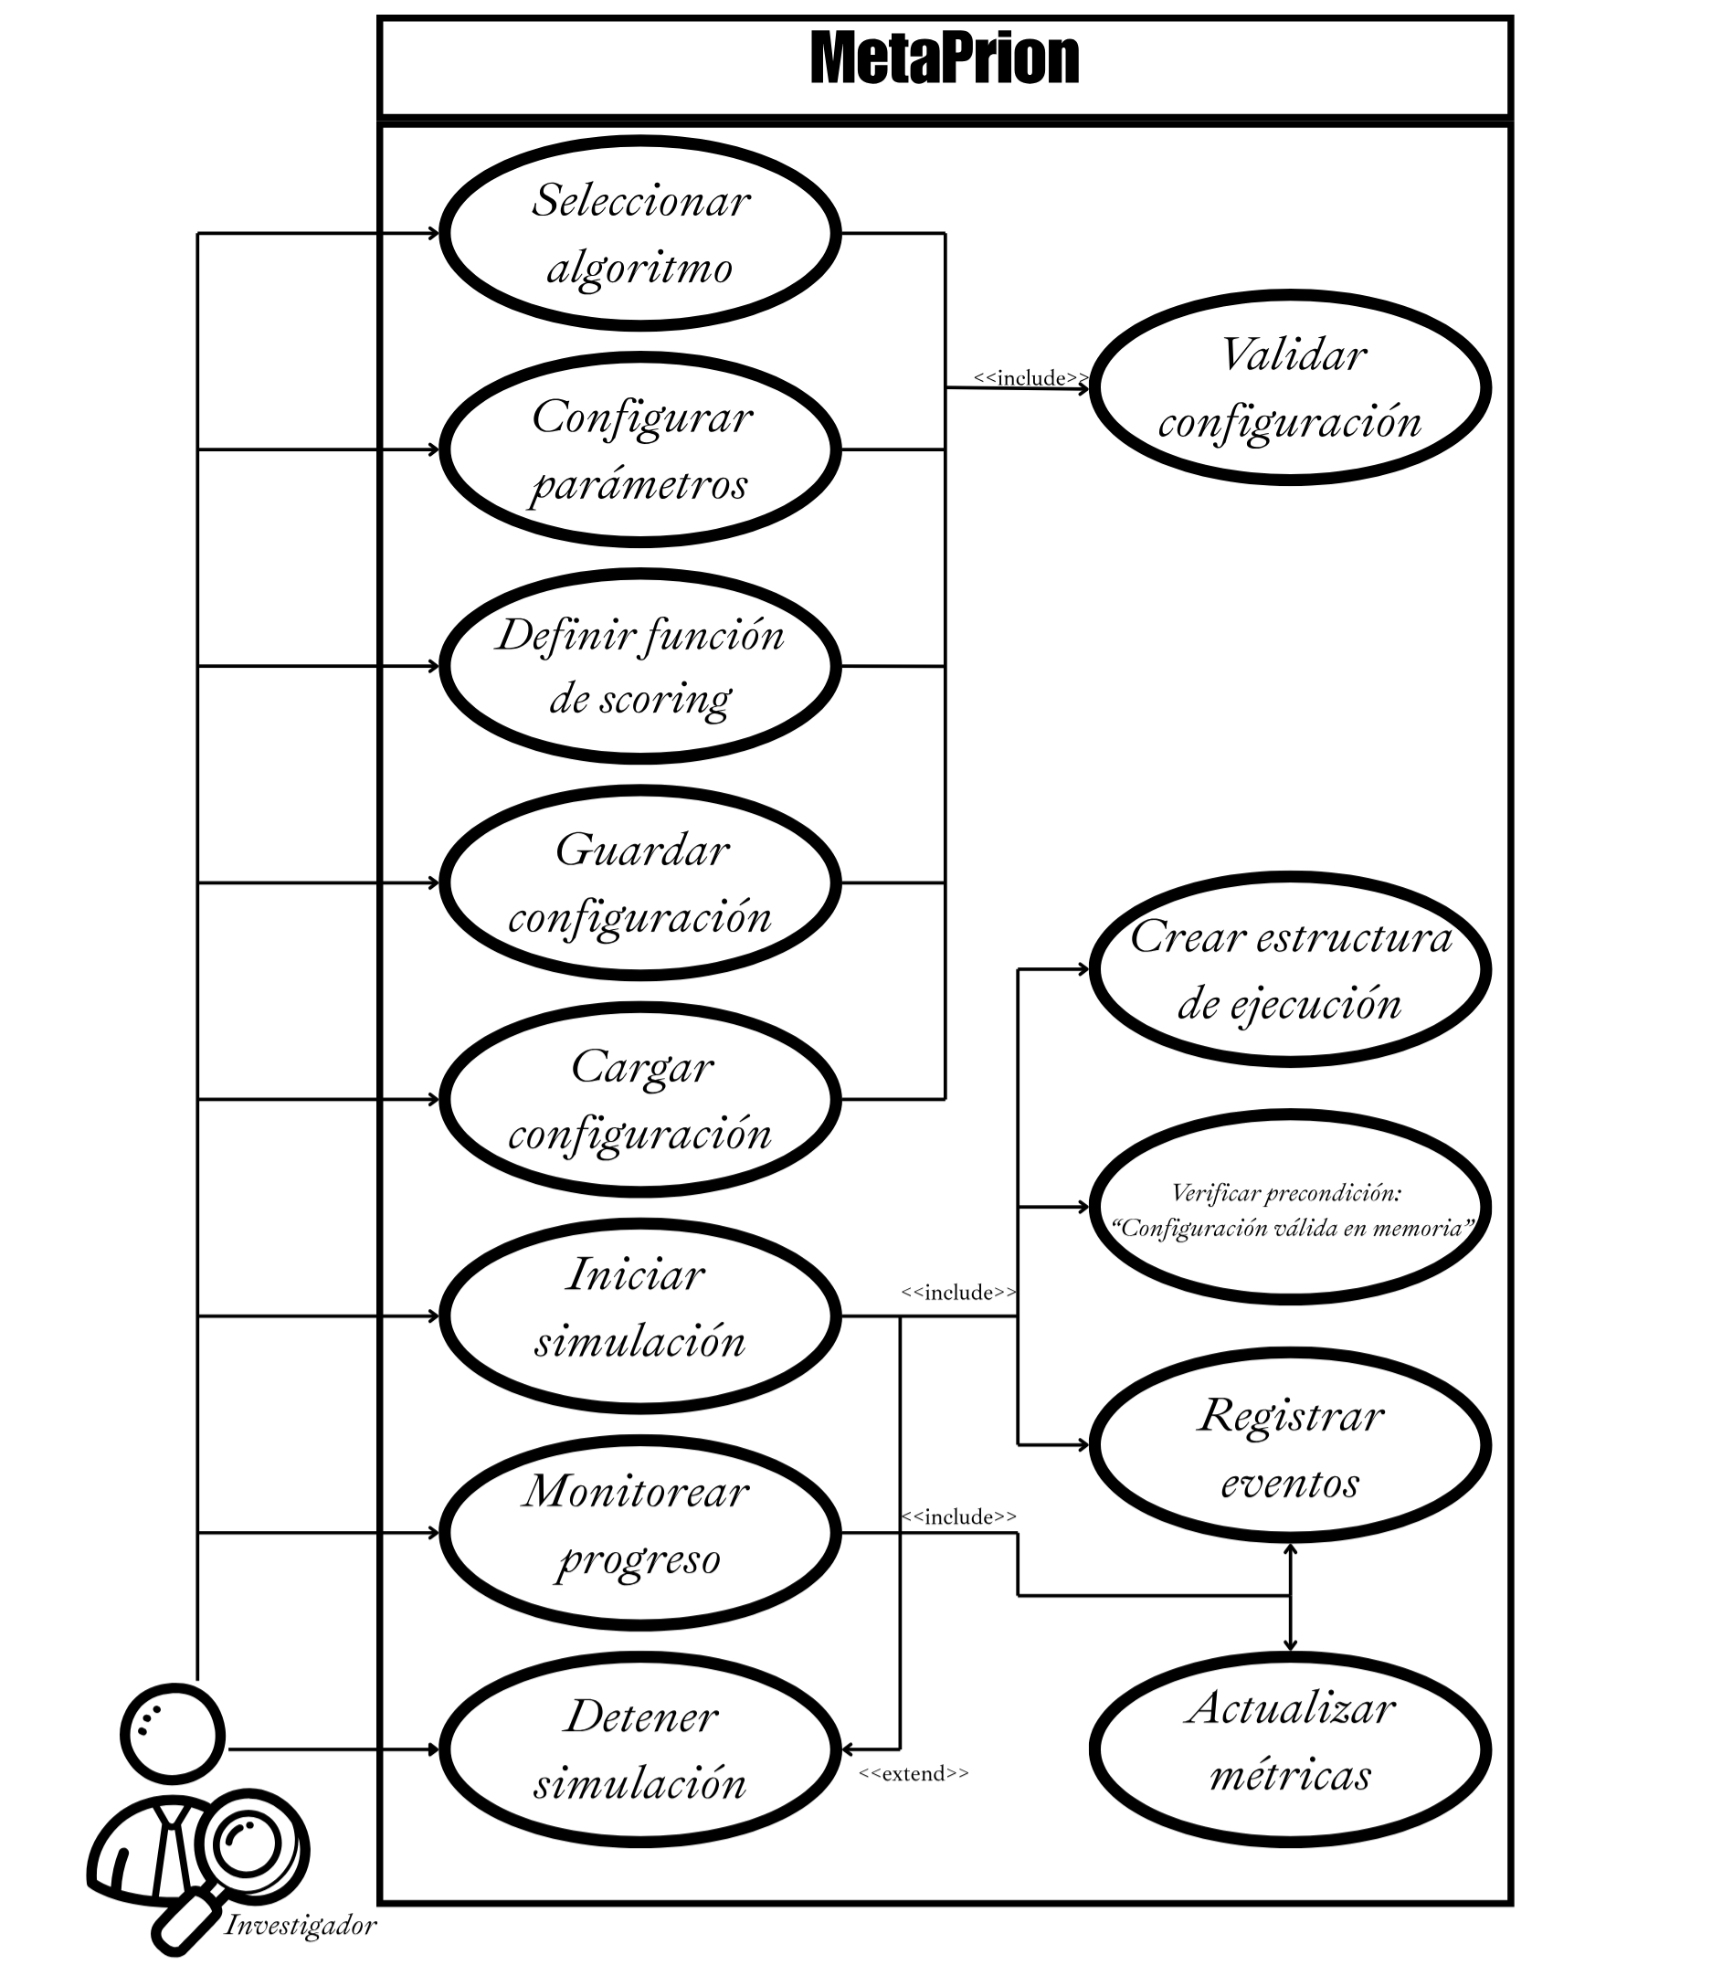 MetaPrion
Seleccionar
algoritmo
Configurar
parámetros
<<include>>
Validar
configuración
Definir función
de scoring
Guardar
configuración
Cargar
configuración
Crear estructura
de ejecución
Verificar precondición:
“Configuración válida en memoria”
Iniciar
simulación
<<include>>
Registrar
eventos
Monitorear
progreso
<<include>>
Detener
simulación
<<extend>>
Actualizar
métricas
Investigador